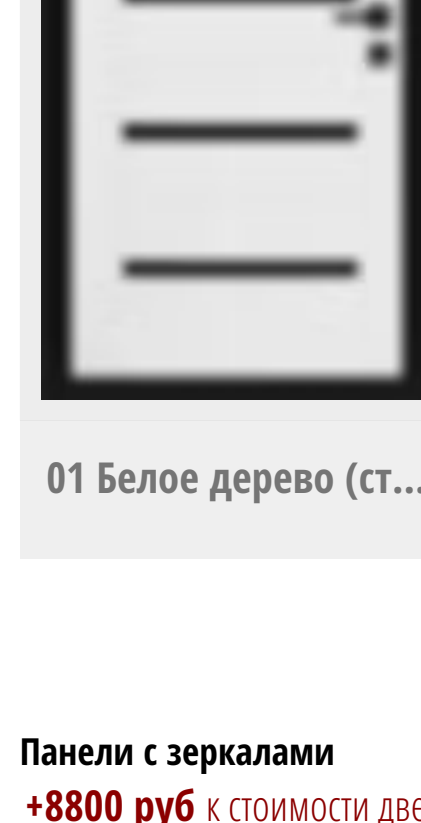 01 Белое дерево (ст...
Панели с зеркалами
+8800 руб к стоимости